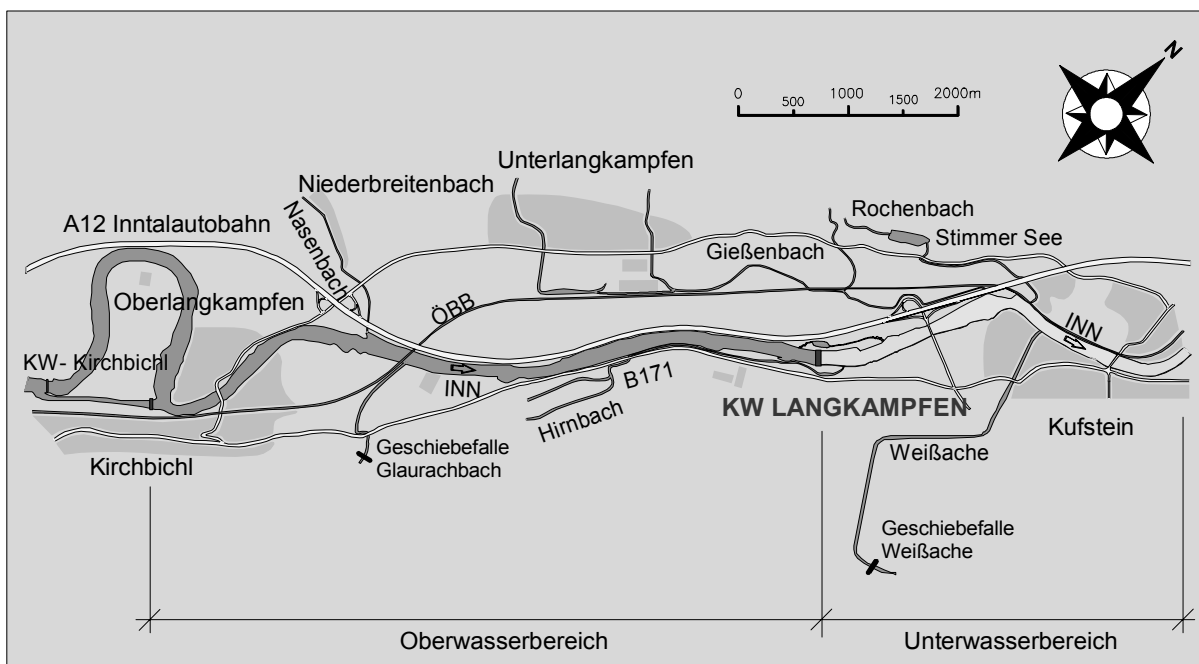 N
0 1000 2000m
500 1500
Unterlangkampfen
Niederbreitenbach
Rochenbach
A12 Inntalautobahn
Nasenbach
Stimmer See
Gießenbach
Oberlangkampfen
ÖBB
INN
KW- Kirchbichl
INN
B171
KW LANGKAMPFEN
Hirnbach
Kufstein
Geschiebefalle
Glaurachbach
Weißache
Kirchbichl
Geschiebefalle
Weißache
Oberwasserbereich
Unterwasserbereich